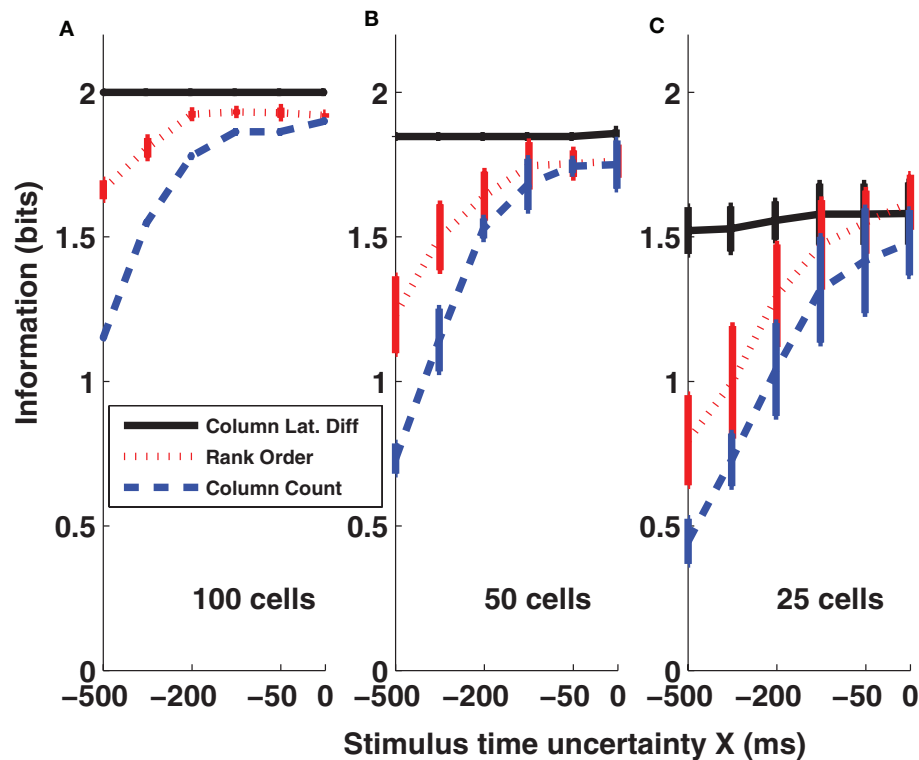 A
B
C
Information (bits)
2
1.5
1
0.5
0
−500
−200
−50
0
100 cells
Column Lat. Diff
Rank Order
Column Count
2
1.5
1
0.5
0
−500
−200
−50
0
50 cells
2
1.5
1
0.5
0
−500
−200
−50
0
25 cells
Stimulus time uncertainty X (ms)